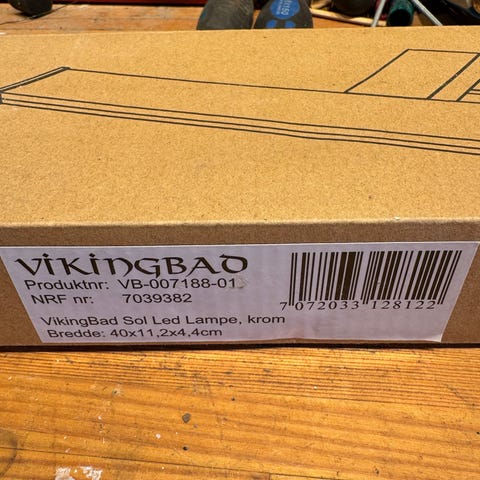 VIKINGBAD
Produktnr: VB-007188-01
NRF nr: 7039382
VikingBad Sol Led Lampe, krom
Bredde: 40x11,2x4,4cm
7 072033 128122